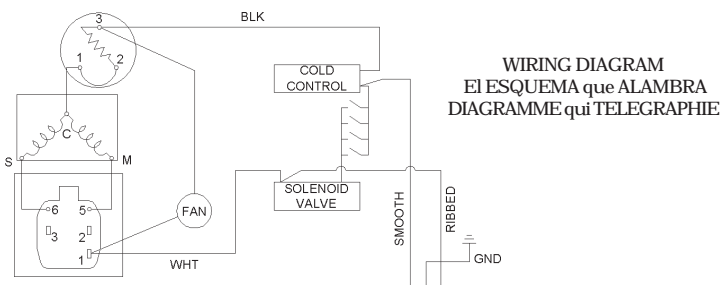 3
BLK
1
2
COLD
CONTROL
WIRING DIAGRAM
El ESQUEMA que ALAMBRA
DIAGRAMME qui TELEGRAPHIE
C
S
M
SOLENOID
VALVE
6
5
FAN
3
2
1
WHT
SMOOTH
RIBBED
GND